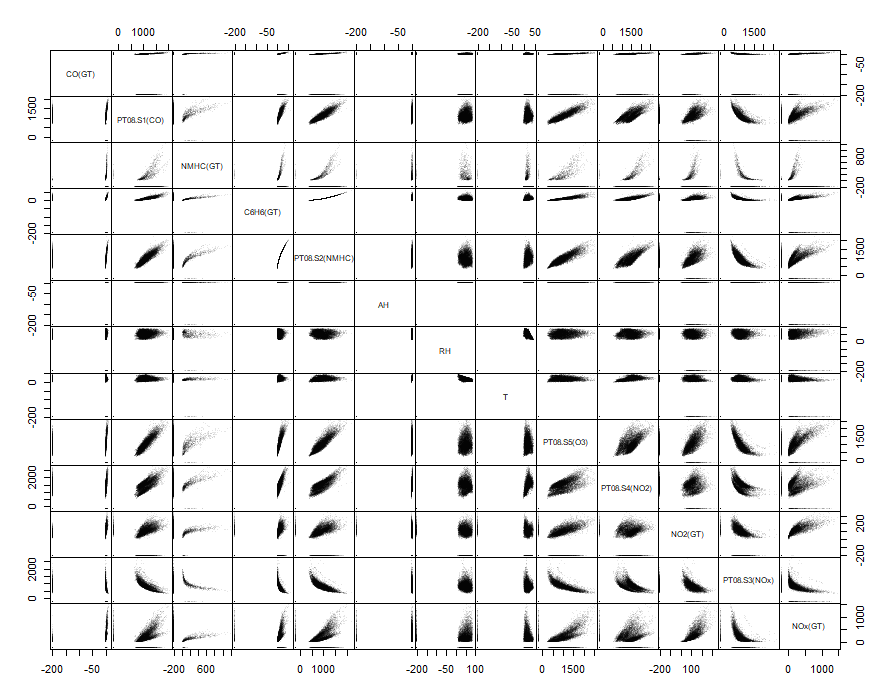 0 1000 -200 -50 -200 -50 -200 -50 50 0 1500 0 1500
CO(GT) -200 -50
0 1500 PT08.S1(CO)
NMHC(GT) -200 800
-200 0 C6H6(GT)
PT08.S2(NMHC) 0 1500
-200 -50 AH
RH -200 0
-200 0 T
PT08.S5(O3) 0 1500
0 2000 PT08.S4(NO2)
NO2(GT) -200 200
0 2000 PT08.S3(NOx)
NOx(GT) 0 1000
-200 -50 -200 600 0 1000 -200 -50 100 0 1500 -200 100 0 1000